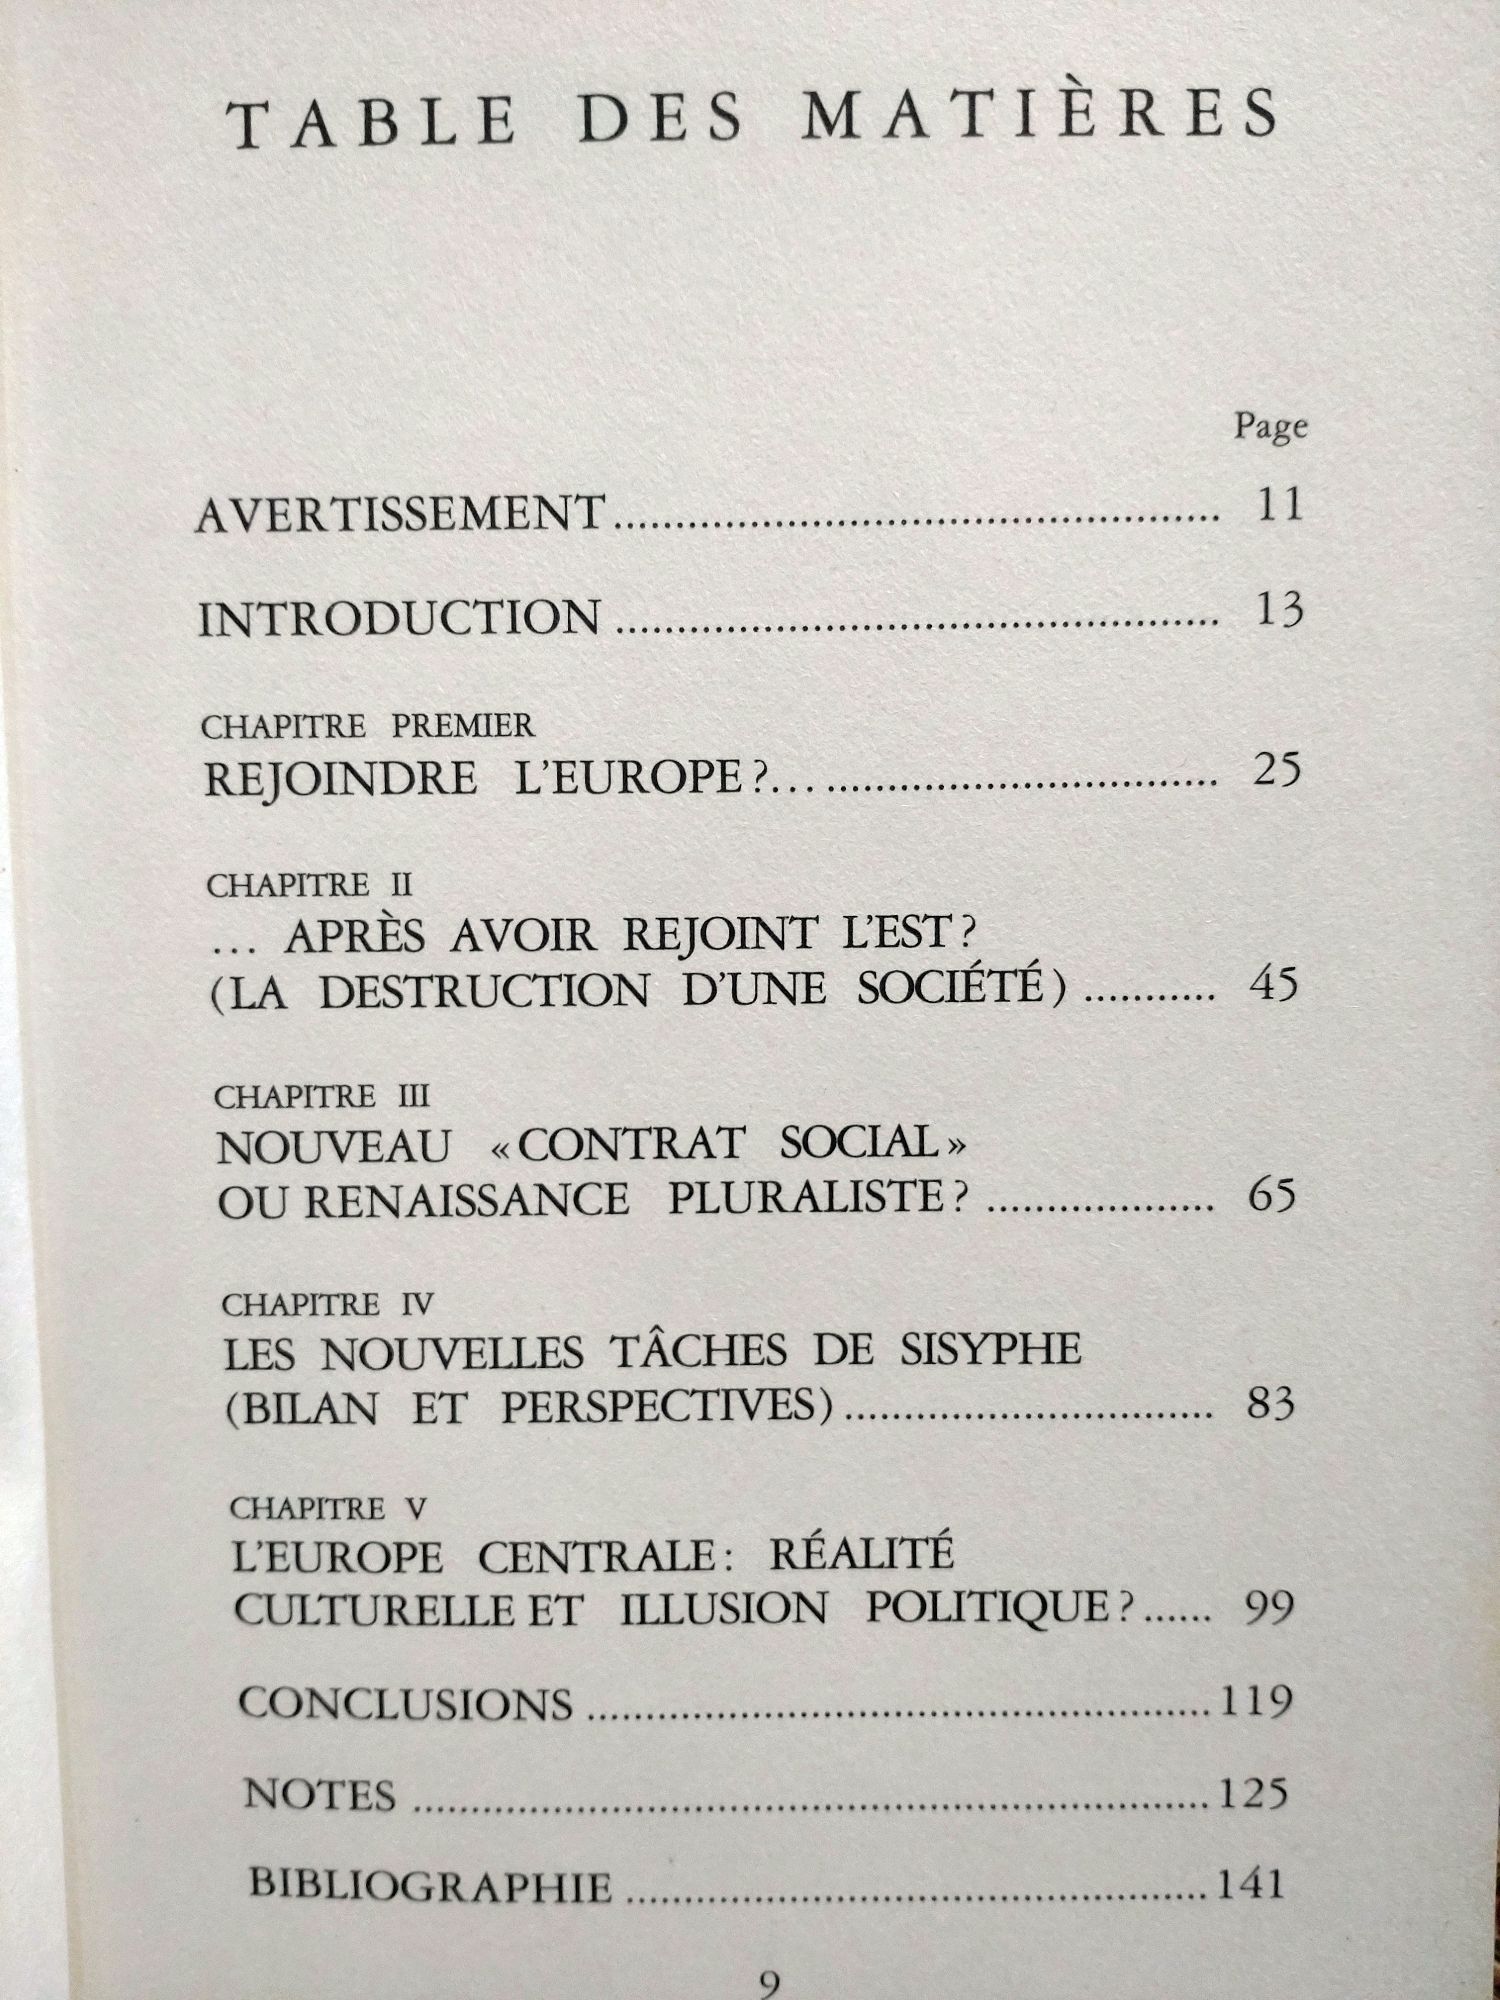 TABLE DES MATIÈRES
Page
AVERTISSEMENT.................................................. 11
INTRODUCTION .................................................. 13
CHAPITRE PREMIER
REJOINDRE L'EUROPE?................................... 25
CHAPITRE II
... APRÈS AVOIR REJOINT L'EST?
(LA DESTRUCTION D'UNE SOCIÉTÉ) ........... 45
CHAPITRE III
NOUVEAU «CONTRAT SOCIAL»
OU RENAISSANCE PLURALISTE? ................... 65
CHAPITRE IV
LES NOUVELLES TÂCHES DE SISYPHE
(BILAN ET PERSPECTIVES) ............................... 83
CHAPITRE V
L'EUROPE CENTRALE: RÉALITÉ
CULTURELLE ET ILLUSION POLITIQUE?...... 99
CONCLUSIONS .................................................... 119
NOTES .................................................................. 125
BIBLIOGRAPHIE ................................................ 141
9